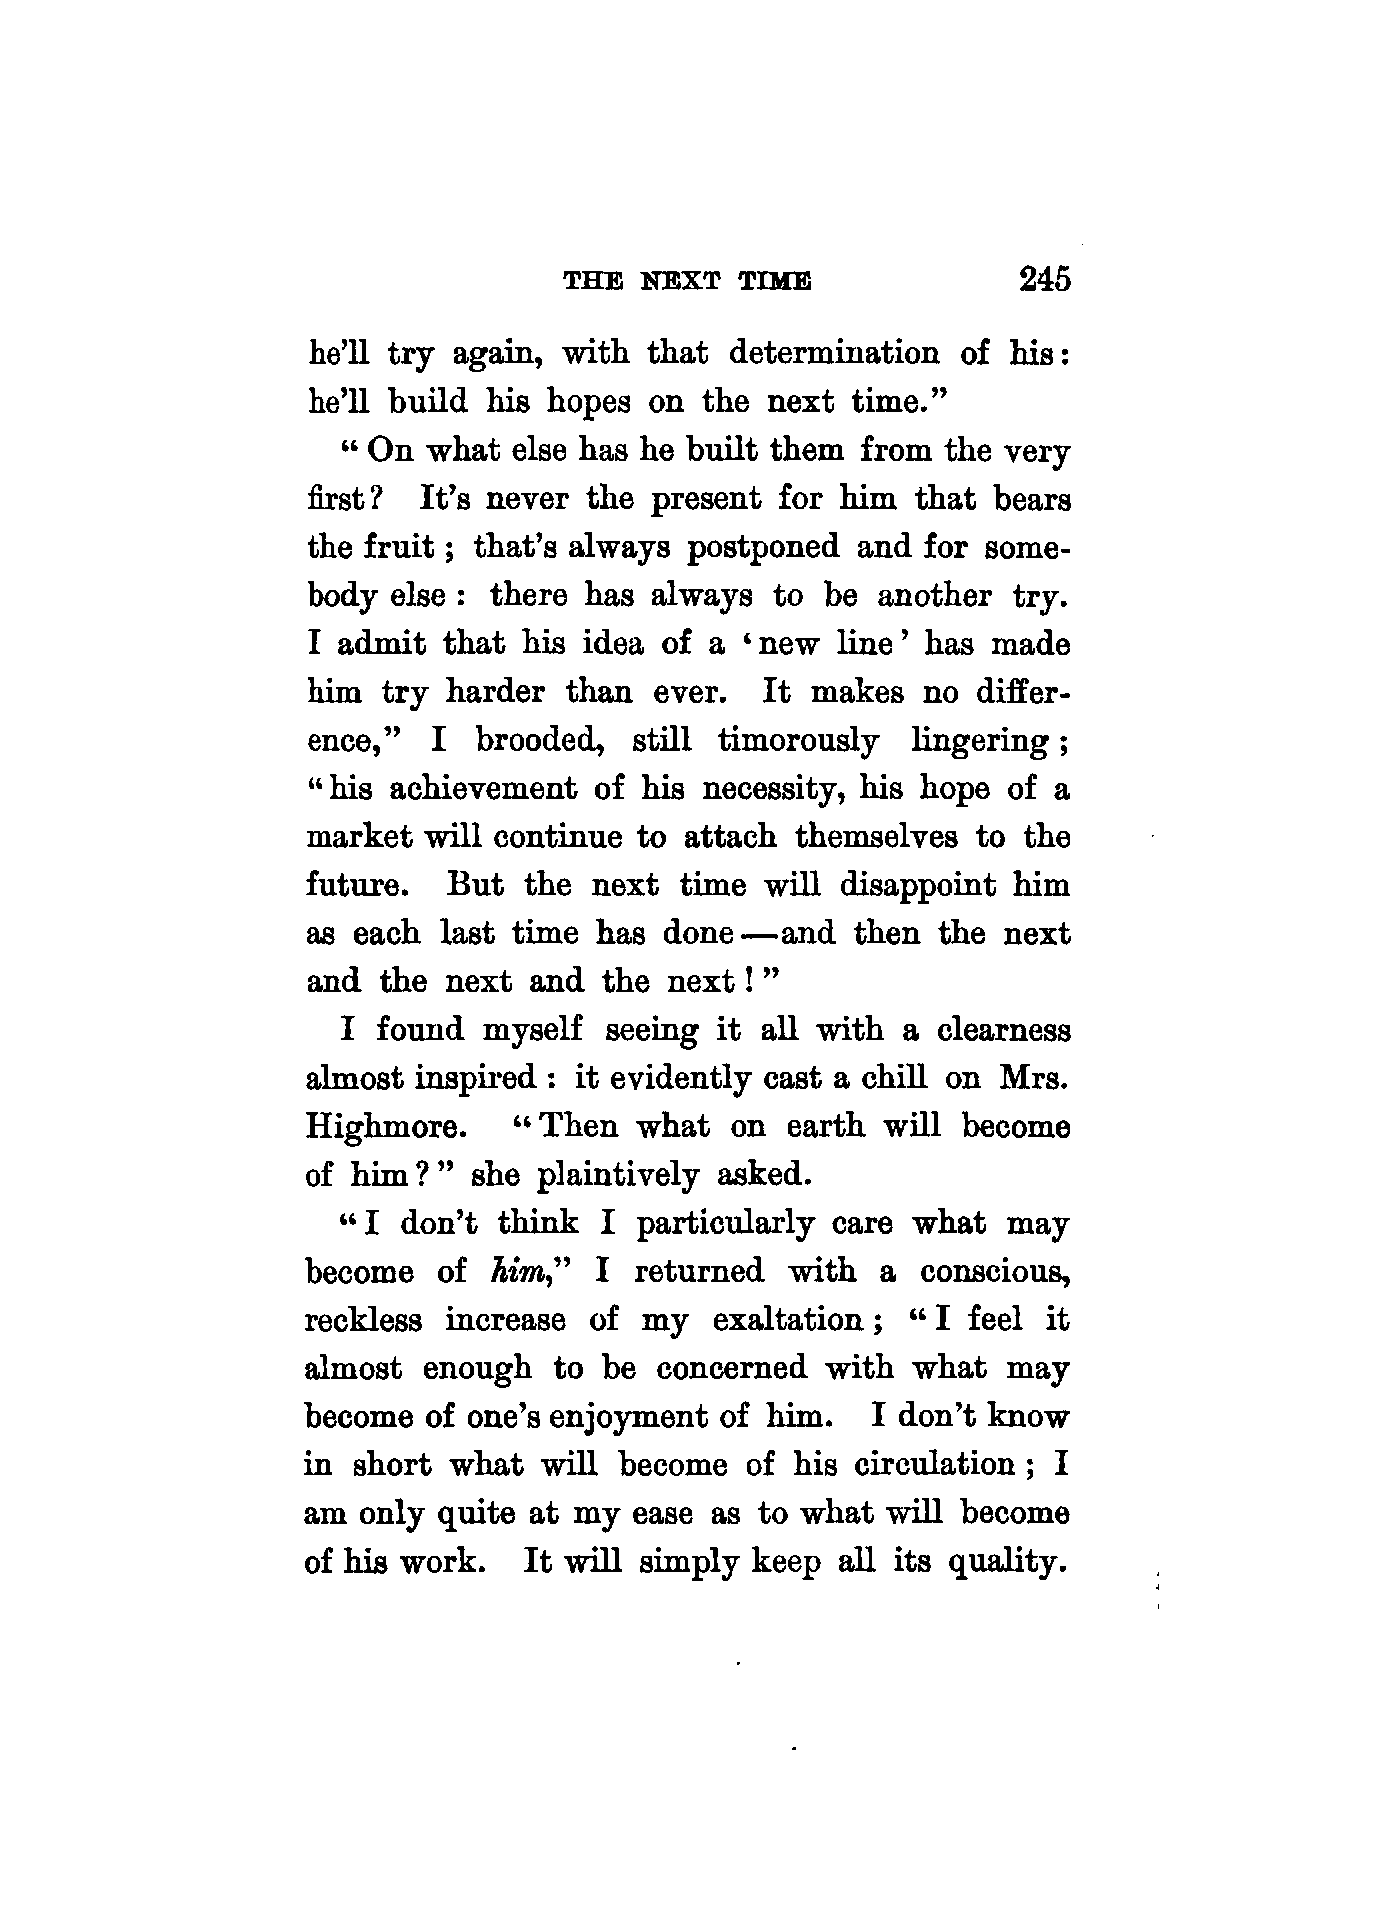 THE NEXT TIME 245
he'll try again, with that determination of his:
he'll build his hopes on the next time."
" On what else has he built them from the very
first? It's never the present for him that bears
the fruit ; that's always postponed and for some-
body else : there has always to be another try.
I admit that his idea of a ' new line ' has made
him try harder than ever. It makes no differ-
ence," I brooded, still timorously lingering ;
" his achievement of his necessity, his hope of a
market will continue to attach themselves to the
future. But the next time will disappoint him
as each last time has done—and then the next
and the next and the next ! "
I found myself seeing it all with a clearness
almost inspired : it evidently cast a chill on Mrs.
Highmore. " Then what on earth will become
of him ? " she plaintively asked.
" I don't think I particularly care what may
become of him," I returned with a conscious,
reckless increase of my exaltation ; " I feel it
almost enough to be concerned with what may
become of one's enjoyment of him. I don't know
in short what will become of his circulation ; I
am only quite at my ease as to what will become
of his work. It will simply keep all its quality.